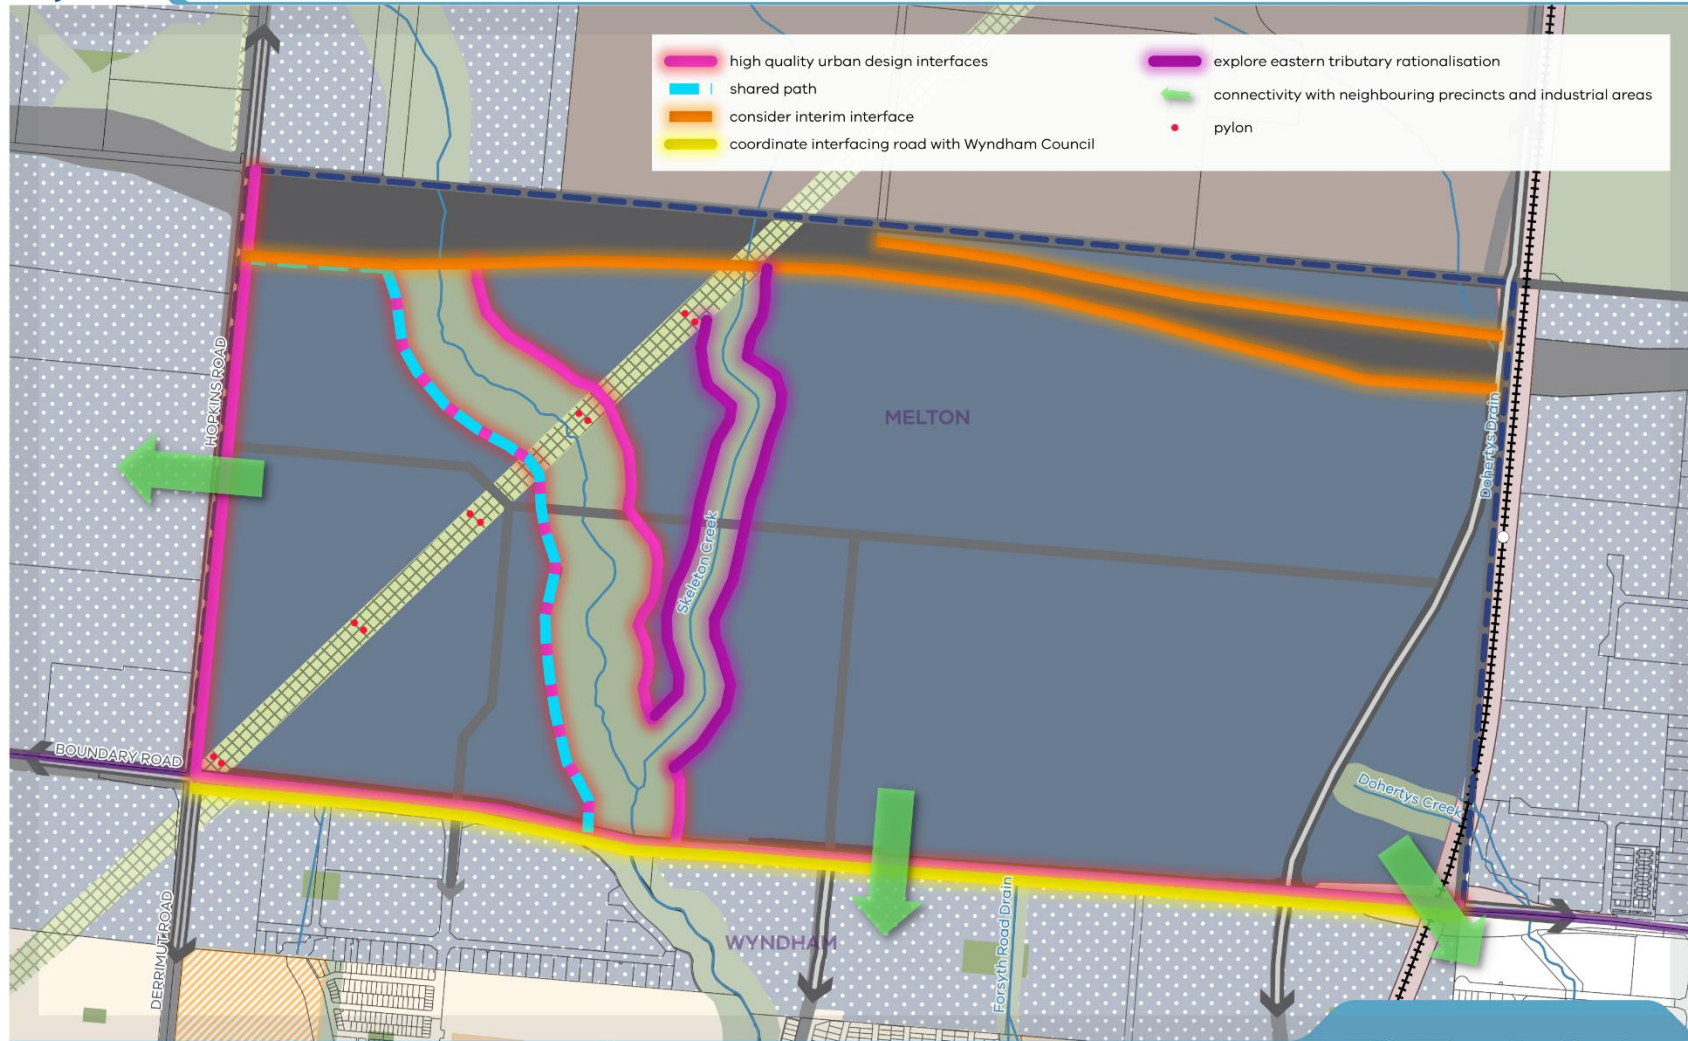 high quality urban design interfaces
shared path
consider interim interface
coordinate interfacing road with Wyndham Council
explore eastern tributary rationalisation
connectivity with neighbouring precincts and industrial areas
pylon
HOPKINS ROAD
MELTON
Dohertys Drain
Skeleton Creek
BOUNDARY ROAD
Dohertys Creek
DERRIMUT ROAD
WYNDHAM
Forsyth Road Drain